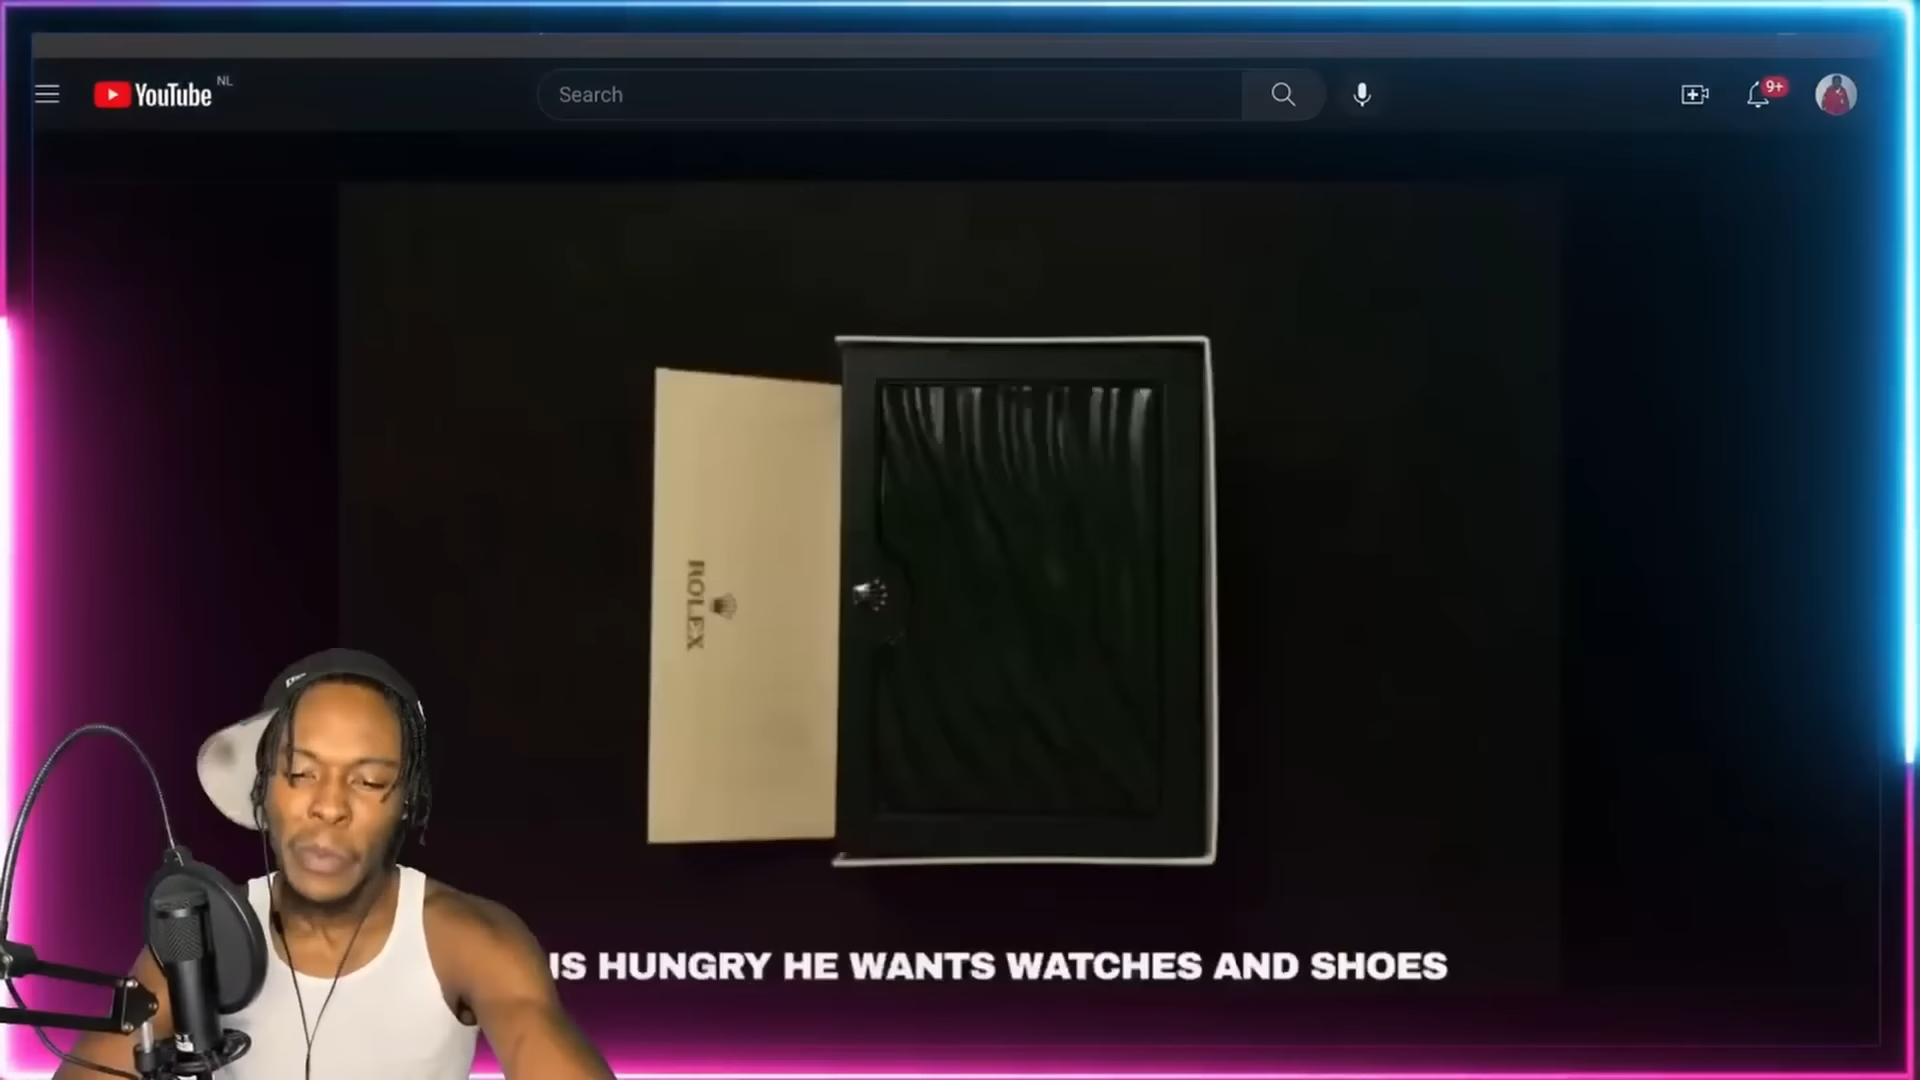 YouTube NL
Search
9+
ROLEX
IS HUNGRY HE WANTS WATCHES AND SHOES